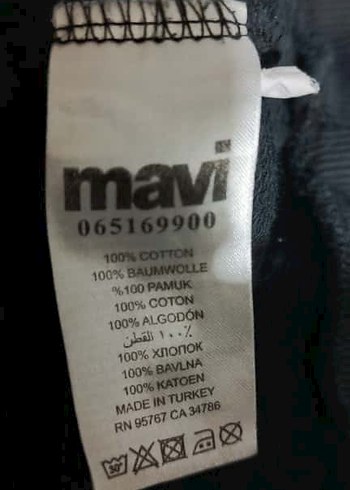 mavi
065169900
100% COTTON
100% BAUMWOLLE
%100 PAMUK
100% COTON
100% ALGODÓN
١٠٠٪ القطن
100% ХЛОПОК
100% BAVLNA
100% KATOEN
MADE IN TURKEY
RN 95767 CA 34786
30°